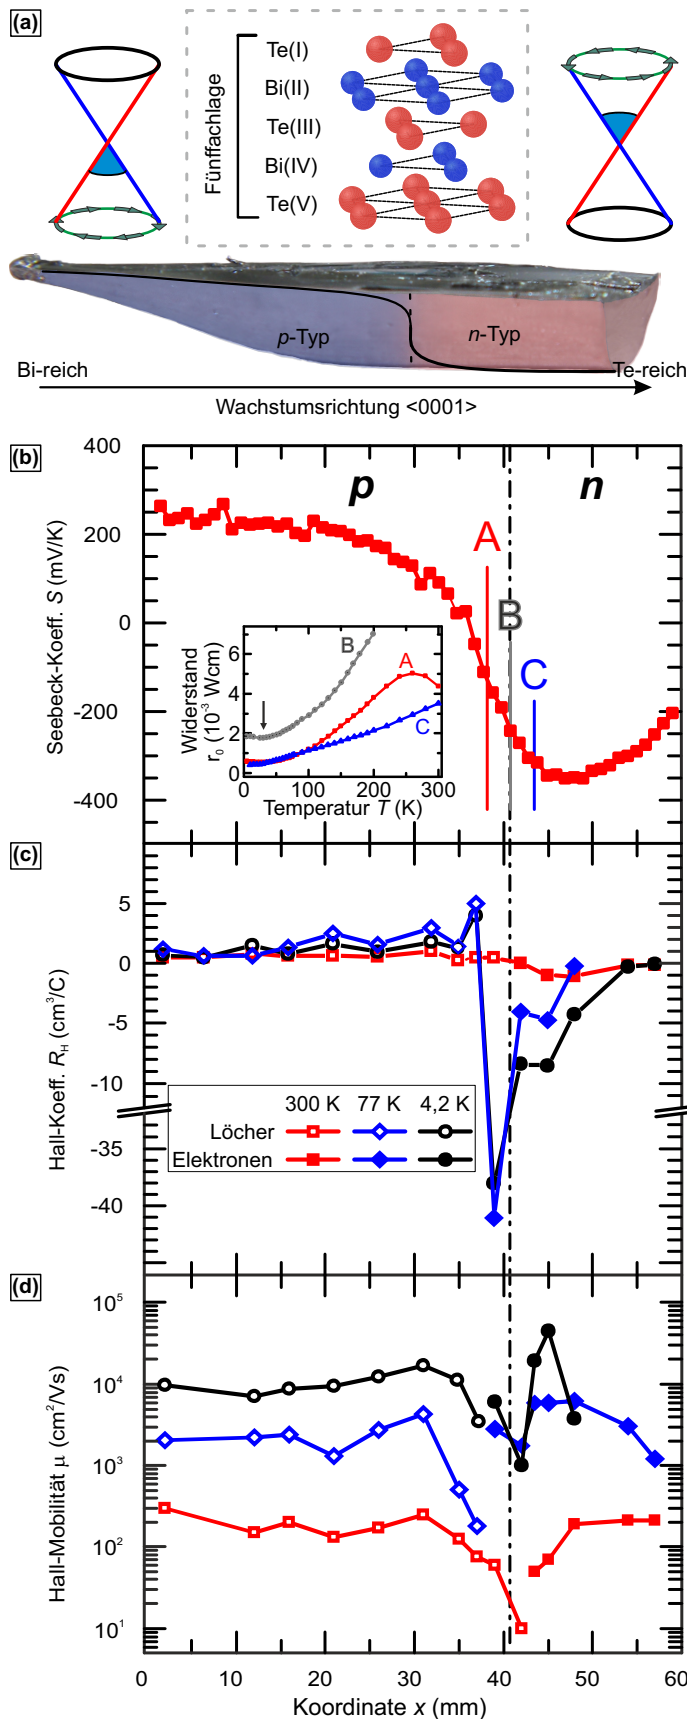 (a)
Fünffachlage
Te(I)
Bi(II)
Te(III)
Bi(IV)
Te(V)
p-Typ
n-Typ
Bi-reich
Te-reich
Wachstumsrichtung <0001>
(b)
p
n
Seebeck-Koeff. S (mV/K)
400
200
0
-200
-400
A
B
C
Widerstand
r₀ (10⁻³ Wcm)
6
4
2
0
B
A
C
0
100
200
300
Temperatur T (K)
(c)
Hall-Koeff. R_H (cm³/C)
5
0
-5
-10
-35
-40
300 K 77 K 4,2 K
Löcher
Elektronen
(d)
Hall-Mobilität µ (cm²/Vs)
10⁵
10⁴
10³
10²
10¹
0 10 20 30 40 50 60
Koordinate x (mm)